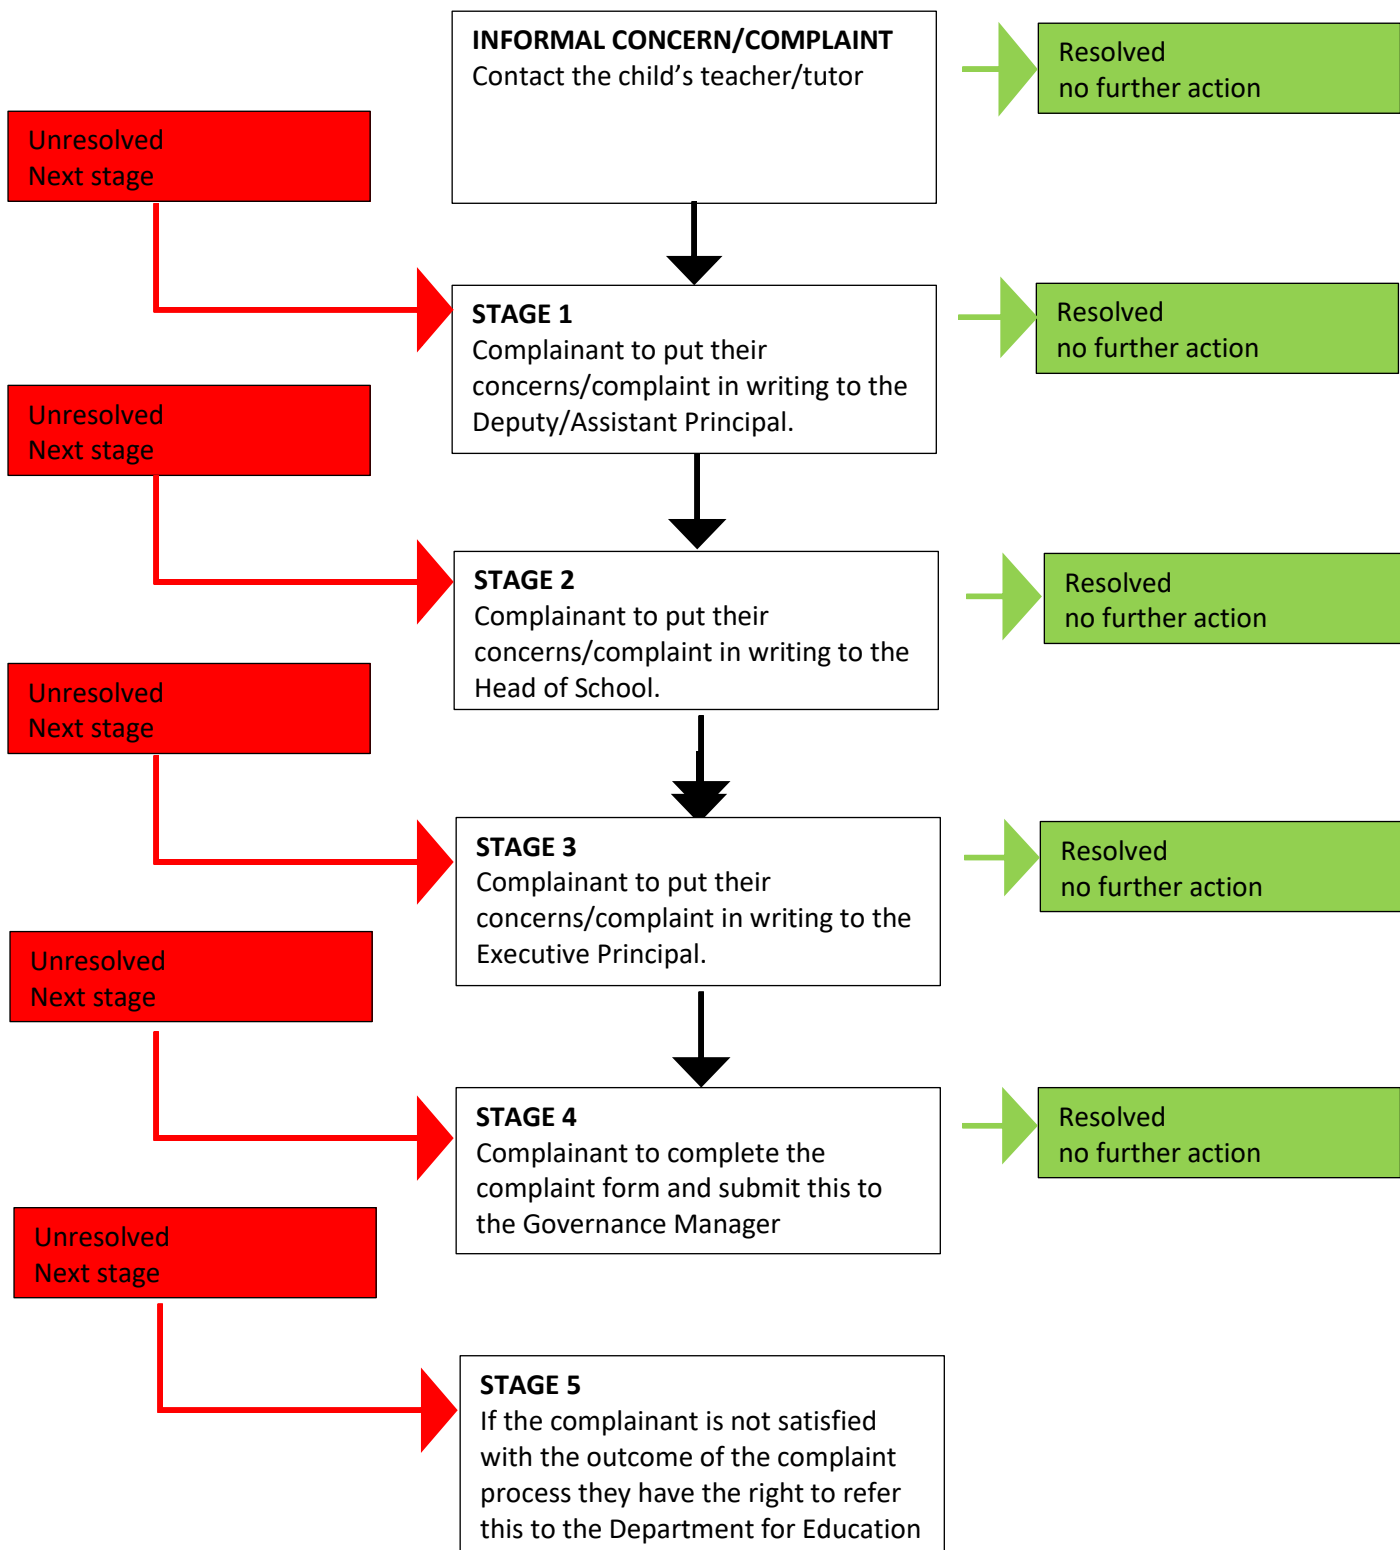 INFORMAL CONCERN/COMPLAINT
Contact the child's teacher/tutor
Resolved
no further action
Unresolved
Next stage
STAGE 1
Complainant to put their
concerns/complaint in writing to the
Deputy/Assistant Principal.
Resolved
no further action
Unresolved
Next stage
STAGE 2
Complainant to put their
concerns/complaint in writing to the
Head of School.
Resolved
no further action
Unresolved
Next stage
STAGE 3
Complainant to put their
concerns/complaint in writing to the
Executive Principal.
Resolved
no further action
Unresolved
Next stage
STAGE 4
Complainant to complete the
complaint form and submit this to
the Governance Manager
Resolved
no further action
Unresolved
Next stage
STAGE 5
If the complainant is not satisfied
with the outcome of the complaint
process they have the right to refer
this to the Department for Education